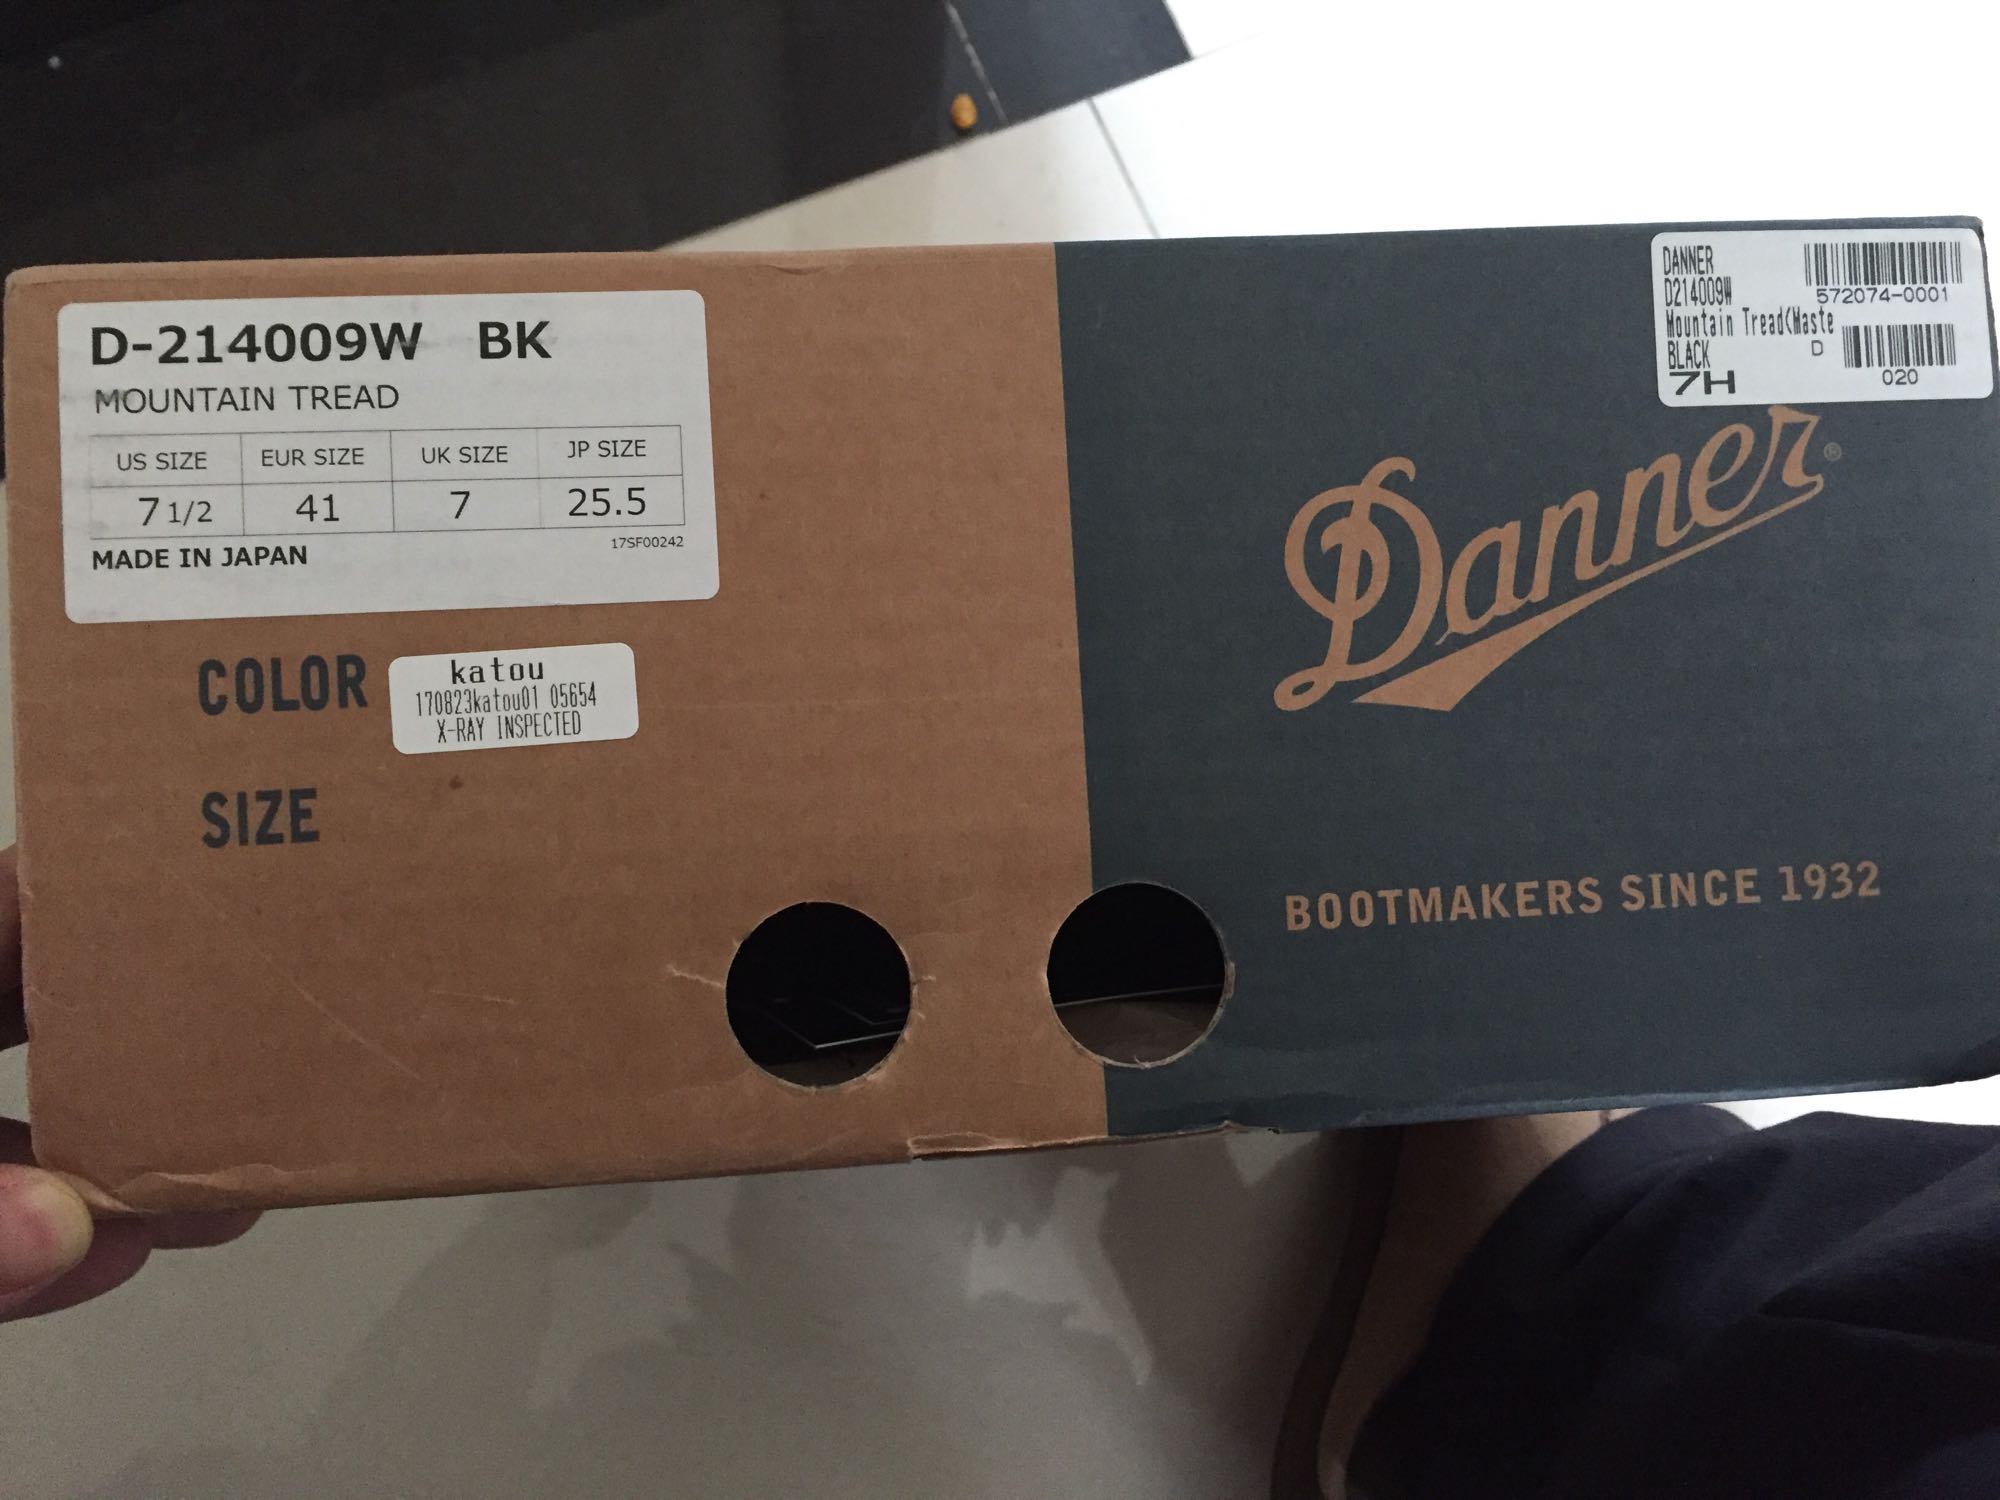 D-214009W BK
MOUNTAIN TREAD
US SIZE EUR SIZE UK SIZE JP SIZE
7 1/2 41 7 25.5
MADE IN JAPAN 17SF00242
COLOR
katou
170823katou01 05654
X-RAY INSPECTED
SIZE
DANNER
D214009W 572074-0001
Mountain Tread(Waste
BLACK D
7H 020
Danner®
BOOTMAKERS SINCE 1932